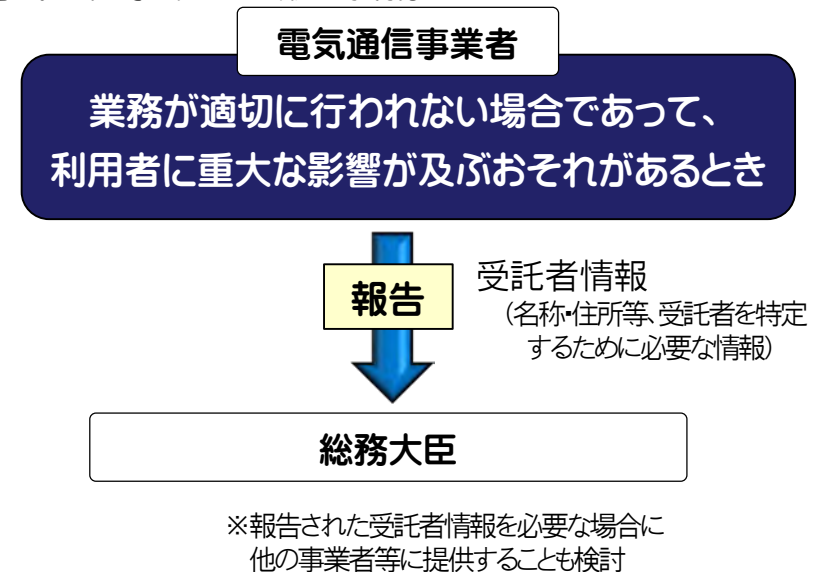 電気通信事業者
業務が適切に行われない場合であって、
利用者に重大な影響が及ぶおそれがあるとき
報告
受託者情報
（名称・住所等、受託者を特定
するために必要な情報）
総務大臣
※報告された受託者情報を必要な場合に
他の事業者等に提供することも検討